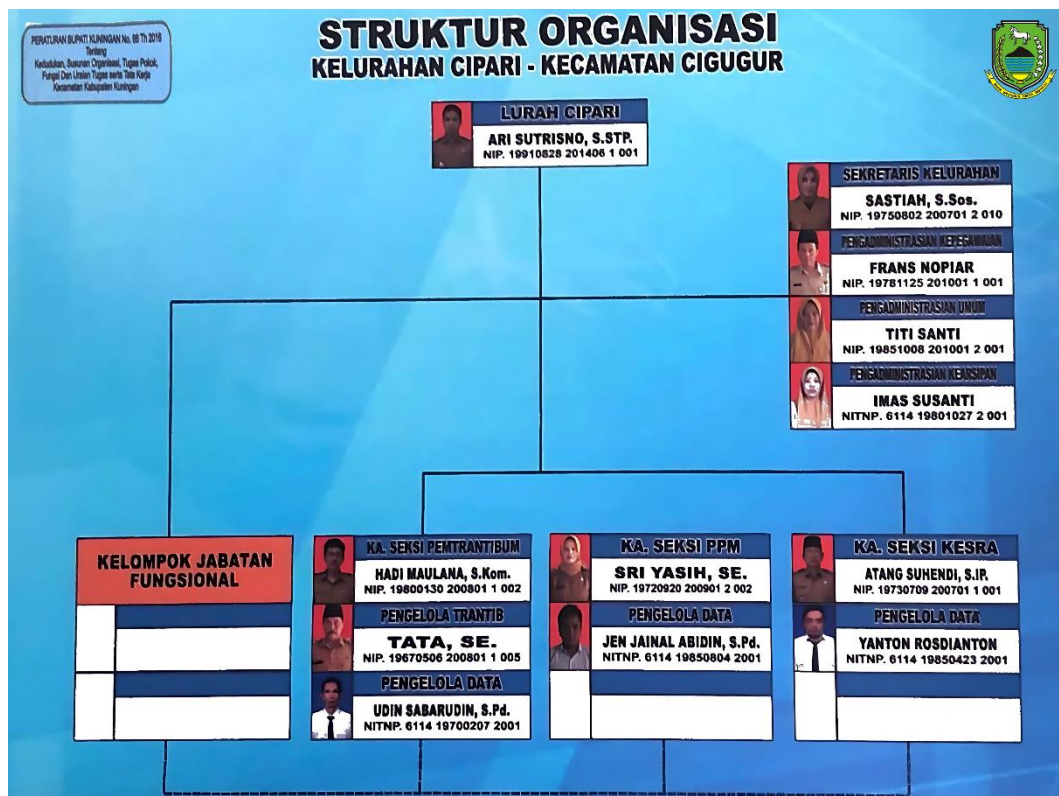 PERATURAN BUPATI KUNINGAN No. 66 Th 2016
Tentang
Kedudukan, Susunan Organisasi, Tugas Pokok,
Fungsi Dan Uraian Tugas serta Tata Kerja
Kecamatan Kabupaten Kuningan
STRUKTUR ORGANISASI
KELURAHAN CIPARI - KECAMATAN CIGUGUR
LURAH CIPARI
ARI SUTRISNO, S.STP.
NIP. 19910828 201406 1 001
SEKRETARIS KELURAHAN
SASTIAH, S.Sos.
NIP. 19750802 200701 2 010
PENGADMINISTRASIAN KEPEGAWAIAN
FRANS NOPIAR
NIP. 19781125 201001 1 001
PENGADMINISTRASIAN UMUM
TITI SANTI
NIP. 19851008 201001 2 001
PENGADMINISTRASIAN KEARSIPAN
IMAS SUSANTI
NITNP. 6114 19801027 2 001
KELOMPOK JABATAN
FUNGSIONAL
KA. SEKSI PEMTRANTIBUM
HADI MAULANA, S.Kom.
NIP. 19800130 200801 1 002
PENGELOLA TRANTIB
TATA, SE.
NIP. 19670506 200801 1 005
PENGELOLA DATA
UDIN SABARUDIN, S.Pd.
NITNP. 6114 19700207 2001
KA. SEKSI PPM
SRI YASIH, SE.
NIP. 19720920 200901 2 002
PENGELOLA DATA
JEN JAINAL ABIDIN, S.Pd.
NITNP. 6114 19850804 2001
KA. SEKSI KESRA
ATANG SUHENDI, S.IP.
NIP. 19730709 200701 1 001
PENGELOLA DATA
YANTON ROSDIANTON
NITNP. 6114 19850423 2001